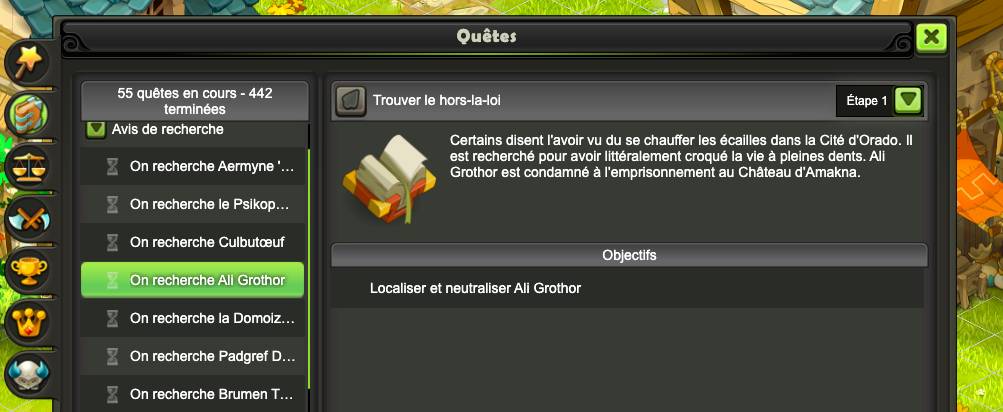 Quêtes
55 quêtes en cours - 442
terminées
Avis de recherche
On recherche Aermyne '...
On recherche le Psikop...
On recherche Culbutœuf
On recherche Ali Grothor
On recherche la Domoiz...
On recherche Padgref D...
On recherche Brumen T...
Trouver le hors-la-loi
Étape 1
Certains disent l'avoir vu du se chauffer les écailles dans la Cité d'Orado. Il
est recherché pour avoir littéralement croqué la vie à pleines dents. Ali
Grothor est condamné à l'emprisonnement au Château d'Amakna.
Objectifs
Localiser et neutraliser Ali Grothor